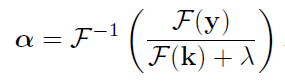 α = 𝓕⁻¹ ( 𝓕(𝐲) / (𝓕(𝐤) + λ) )